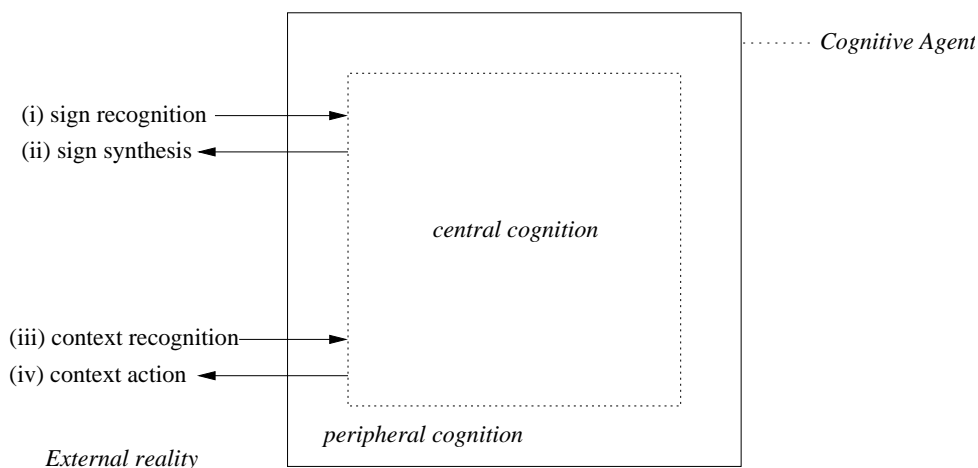 Cognitive Agent
(i) sign recognition
(ii) sign synthesis
central cognition
(iii) context recognition
(iv) context action
peripheral cognition
External reality